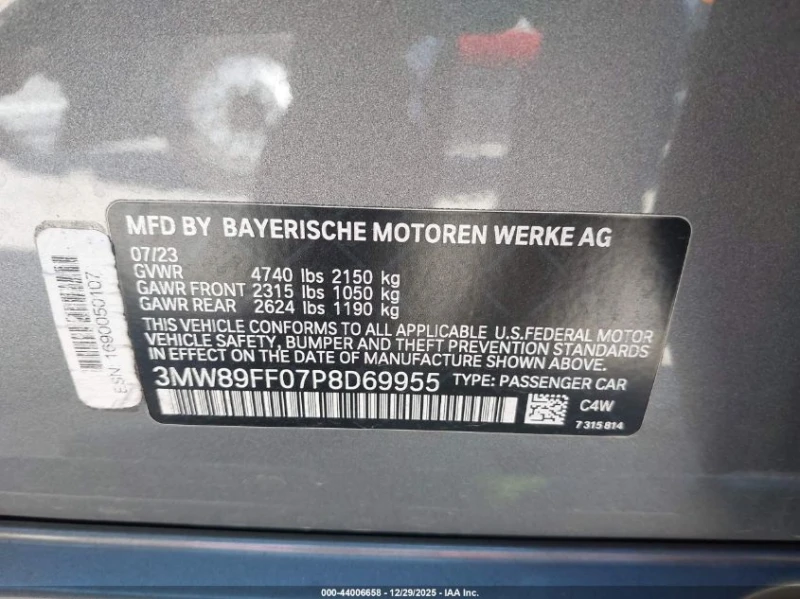 MFD BY BAYERISCHE MOTOREN WERKE AG
07/23
GVWR 4740 lbs 2150 kg
GAWR FRONT 2315 lbs 1050 kg
GAWR REAR 2624 lbs 1190 kg
THIS VEHICLE CONFORMS TO ALL APPLICABLE U.S.FEDERAL MOTOR
VEHICLE SAFETY, BUMPER AND THEFT PREVENTION STANDARDS
IN EFFECT ON THE DATE OF MANUFACTURE SHOWN ABOVE.
3MW89FF07P8D69955 TYPE: PASSENGER CAR
C4W
7 315 814
ESN 1690050107
000-44006658 - 12/29/2025 - IAA Inc.